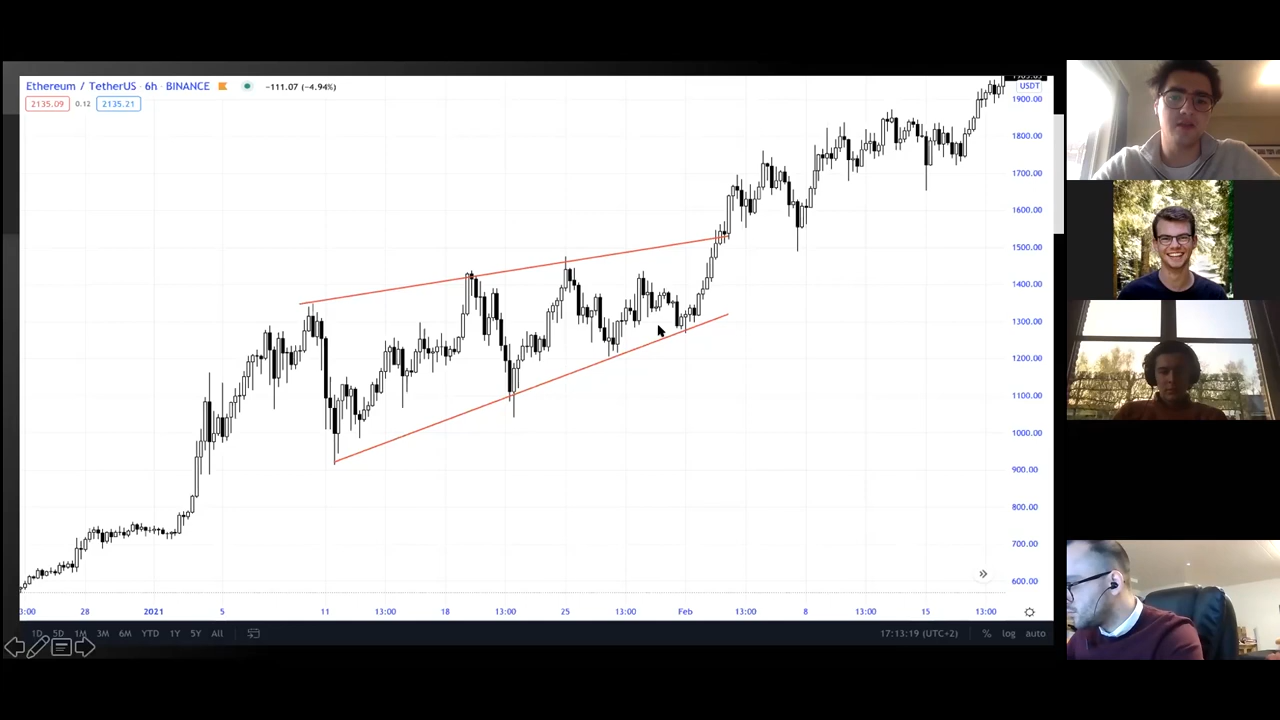 Ethereum / TetherUS · 6h · BINANCE −111.07 (−4.94%)
2135.09 0.12 2135.21
USDT
1900.00
1800.00
1700.00
1600.00
1500.00
1400.00
1300.00
1200.00
1100.00
1000.00
900.00
800.00
700.00
600.00
3:00 28 2021 5 11 13:00 18 13:00 25 13:00 Feb 13:00 8 13:00 15 13:00
1D 5D 1M 3M 6M YTD 1Y 5Y All 17:13:19 (UTC+2) % log auto